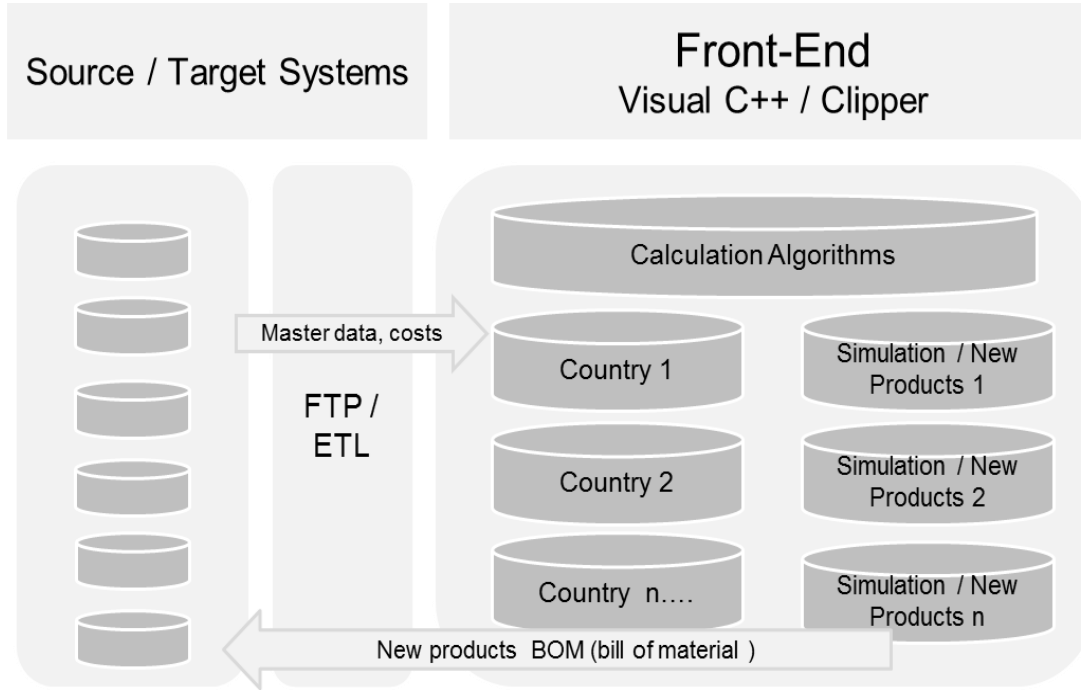 Source / Target Systems
Front-End
Visual C++ / Clipper
Calculation Algorithms
Master data, costs
FTP /
ETL
Country 1
Simulation / New
Products 1
Country 2
Simulation / New
Products 2
Country n....
Simulation / New
Products n
New products BOM (bill of material )